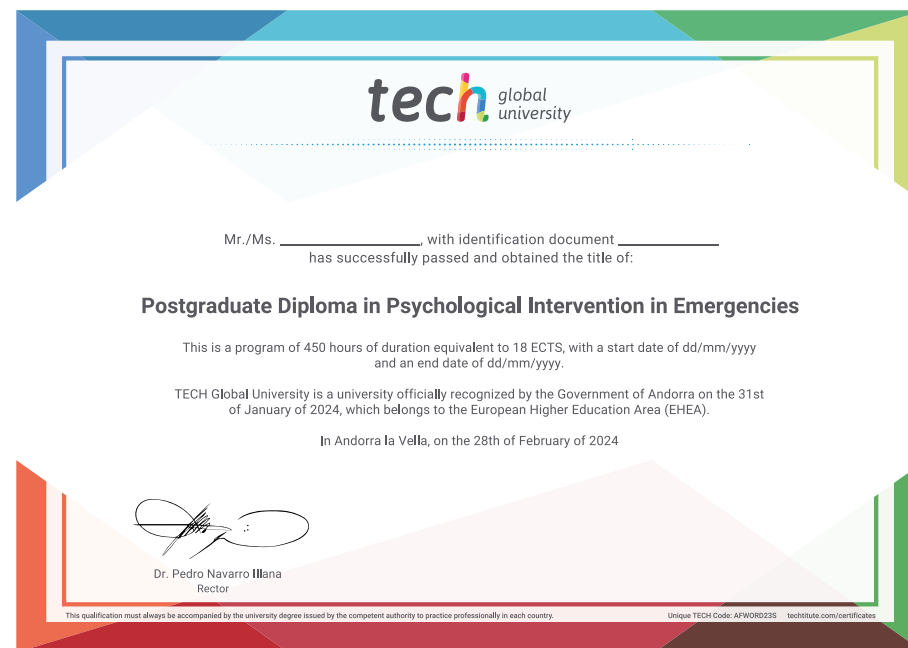 tech global
university
Mr./Ms. ________________, with identification document ____________
has successfully passed and obtained the title of:
Postgraduate Diploma in Psychological Intervention in Emergencies
This is a program of 450 hours of duration equivalent to 18 ECTS, with a start date of dd/mm/yyyy
and an end date of dd/mm/yyyy.
TECH Global University is a university officially recognized by the Government of Andorra on the 31st
of January of 2024, which belongs to the European Higher Education Area (EHEA).
In Andorra la Vella, on the 28th of February of 2024
Dr. Pedro Navarro Illana
Rector
This qualification must always be accompanied by the university degree issued by the competent authority to practice professionally in each country.
Unique TECH Code: AFWORD23S techtitute.com/certificates